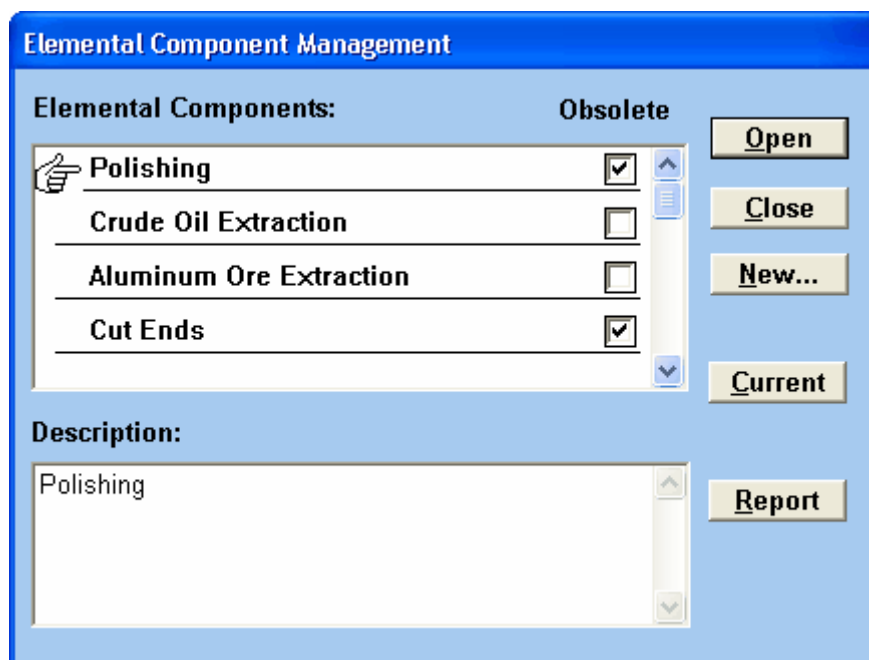 Elemental Component Management
Elemental Components: Obsolete
Polishing
Crude Oil Extraction
Aluminum Ore Extraction
Cut Ends
Description:
Polishing
Open
Close
New...
Current
Report